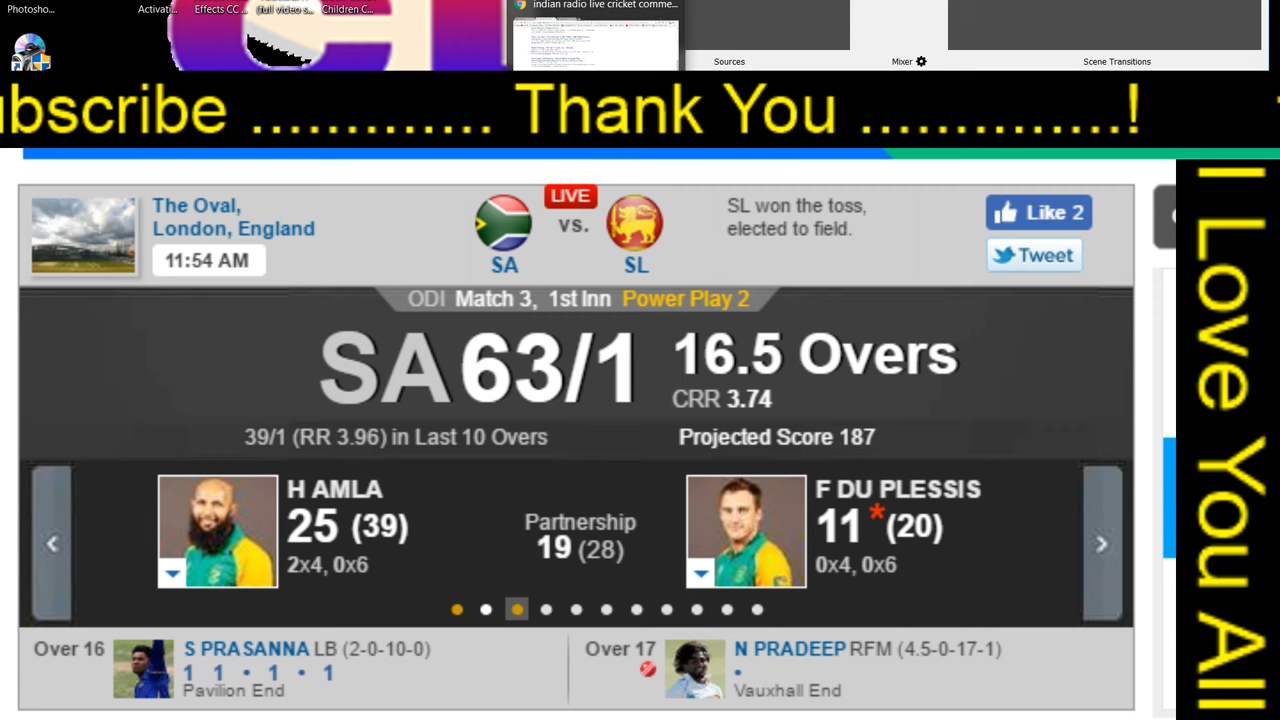 Photosho...
Activati...
Effects CC ...
(full video s...
Children C...
indian radio live cricket comme...
Mixer
Scene Transitions
ubscribe ............ Thank You .............!
I Love You All
The Oval,
London, England
11:54 AM
LIVE
vs.
SA
SL
SL won the toss,
elected to field.
Like 2
Tweet
ODI Match 3, 1st Inn Power Play 2
SA 63/1
16.5 Overs
CRR 3.74
39/1 (RR 3.96) in Last 10 Overs
Projected Score 187
H AMLA
25 (39)
2x4, 0x6
Partnership
19 (28)
F DU PLESSIS
11 *(20)
0x4, 0x6
Over 16
S PRASANNA LB (2-0-10-0)
1 1 • 1 • 1
Pavilion End
Over 17
N PRADEEP RFM (4.5-0-17-1)
•
Vauxhall End